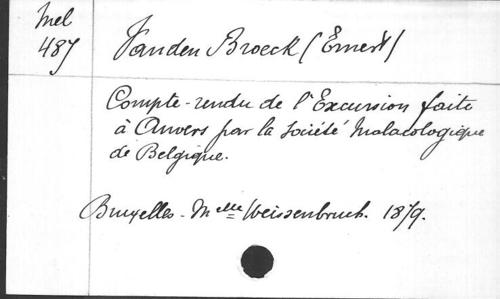 Mel
487
Vanden Broeck (Ernest)
Compte-rendu de l'Excursion faite
à Anvers par la Société Malacologique
de Belgique.
Bruxelles - Melle Weissenbruch. 1879.